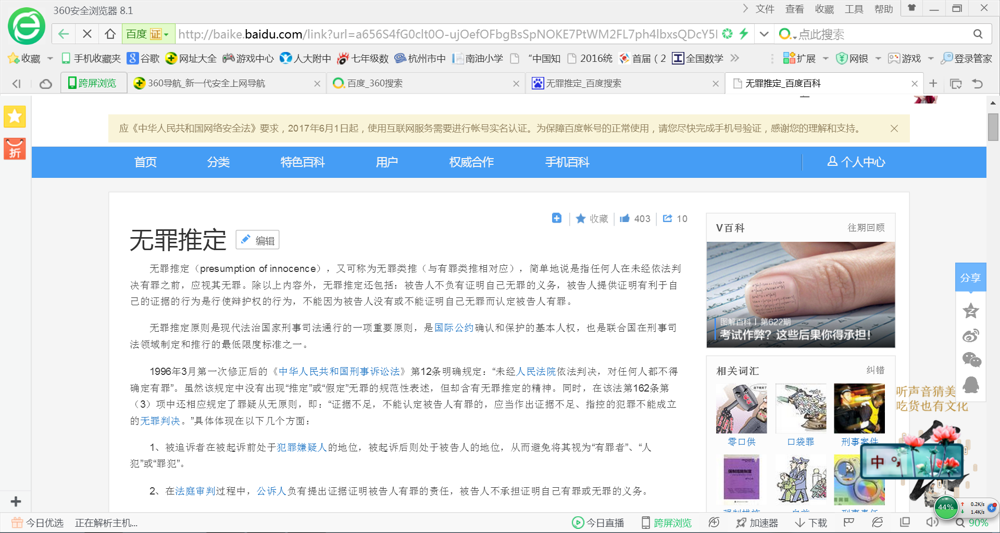 360安全浏览器 8.1
文件 查看 收藏 工具 帮助
百度 证 http://baike.baidu.com/link?url=a656S4fG0clt0O-ujOefOFbgBsSpNOKE7PtWM2FL7ph4lbxsQDcY5I 点此搜索
收藏 手机收藏夹 谷歌 网址大全 游戏中心 人大附中 七年级数 杭州市中 南油小学 “中国知 2016统 首届（2 全国数学 扩展 网银 游戏 登录管家
跨屏浏览 360导航_新一代安全上网导航 百度_360搜索 无罪推定_百度搜索 无罪推定_百度百科
应《中华人民共和国网络安全法》要求，2017年6月1日起，使用互联网服务需要进行帐号实名认证。为保障百度帐号的正常使用，请您尽快完成手机号验证，感谢您的理解和支持。
折
首页 分类 特色百科 用户 权威合作 手机百科 个人中心
收藏 403 10
无罪推定 编辑
无罪推定（presumption of innocence），又可称为无罪类推（与有罪类推相对应），简单地说是指任何人在未经依法判
决有罪之前，应视其无罪。除以上内容外，无罪推定还包括：被告人不负有证明自己无罪的义务，被告人提供证明有利于自
己的证据的行为是行使辩护权的行为，不能因为被告人没有或不能证明自己无罪而认定被告人有罪。
无罪推定原则是现代法治国家刑事司法通行的一项重要原则，是国际公约确认和保护的基本人权，也是联合国在刑事司
法领域制定和推行的最低限度标准之一。
1996年3月第一次修正后的《中华人民共和国刑事诉讼法》第12条明确规定：“未经人民法院依法判决，对任何人都不得
确定有罪”。虽然该规定中没有出现“推定”或“假定”无罪的规范性表述，但却含有无罪推定的精神。同时，在该法第162条第
（3）项中还相应规定了罪疑从无原则，即：“证据不足，不能认定被告人有罪的，应当作出证据不足、指控的犯罪不能成立
的无罪判决。”具体体现在以下几个方面：
1、被追诉者在被起诉前处于犯罪嫌疑人的地位，被起诉后则处于被告人的地位，从而避免将其视为“有罪者”、“人
犯”或“罪犯”。
2、在法庭审判过程中，公诉人负有提出证据证明被告人有罪的责任，被告人不承担证明自己有罪或无罪的义务。
V百科 往期回顾
图解百科 | 第622期
考试作弊？这些后果你得承担！
相关词汇 纠错
零口供 口袋罪 刑事案件
强制措施 自首 刑事责任
分享
听声音猜美
吃货也有文化
中
44% 0.2K/s
1.4K/s
今日优选 正在解析主机... 今日直播 跨屏浏览 加速器 下载 90%